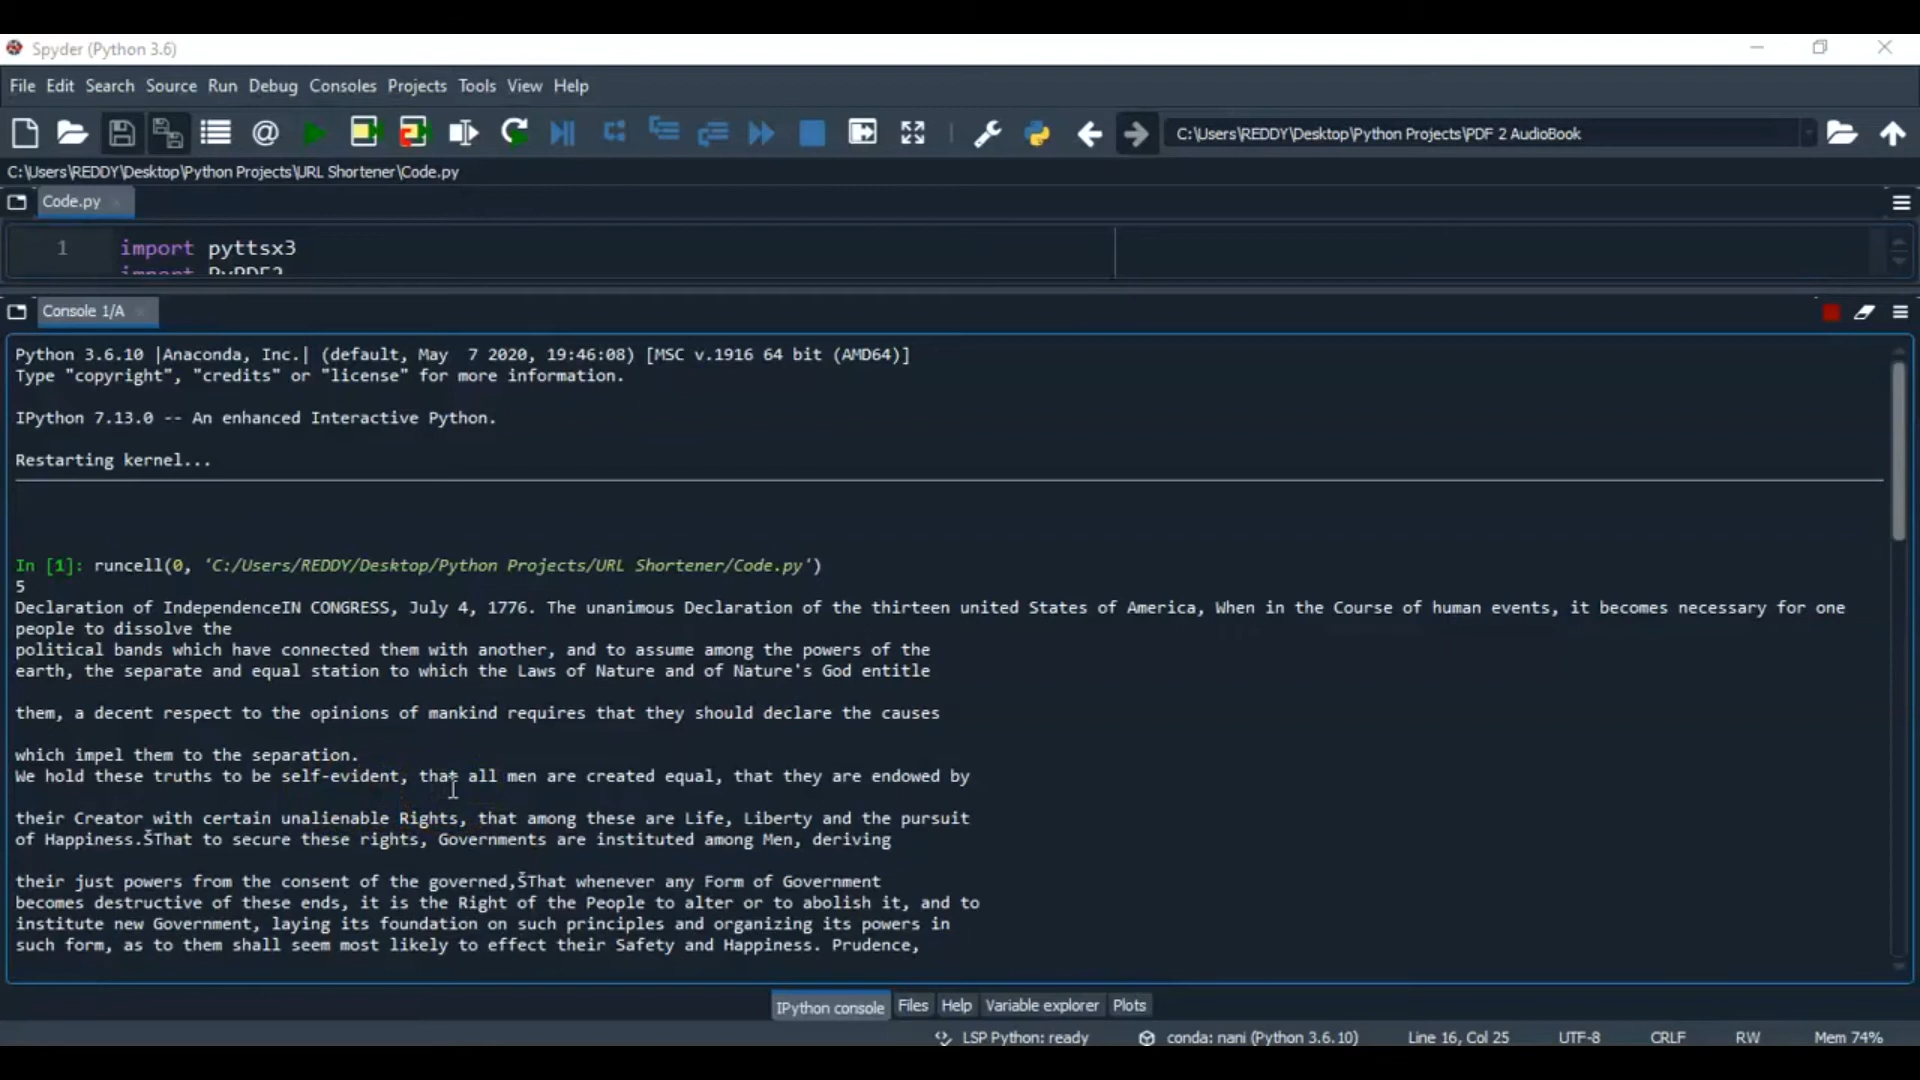 Spyder (Python 3.6)
File Edit Search Source Run Debug Consoles Projects Tools View Help
C:\Users\REDDY\Desktop\Python Projects\PDF 2 AudioBook
C:\Users\REDDY\Desktop\Python Projects\URL Shortener\Code.py
Code.py
1 import pyttsx3
import PyPDF2
Console 1/A
Python 3.6.10 |Anaconda, Inc.| (default, May  7 2020, 19:46:08) [MSC v.1916 64 bit (AMD64)]
Type "copyright", "credits" or "license" for more information.
IPython 7.13.0 -- An enhanced Interactive Python.
Restarting kernel...
In [1]: runcell(0, 'C:/Users/REDDY/Desktop/Python Projects/URL Shortener/Code.py')
5
Declaration of IndependenceIN CONGRESS, July 4, 1776. The unanimous Declaration of the thirteen united States of America, When in the Course of human events, it becomes necessary for one
people to dissolve the
political bands which have connected them with another, and to assume among the powers of the
earth, the separate and equal station to which the Laws of Nature and of Nature's God entitle
them, a decent respect to the opinions of mankind requires that they should declare the causes
which impel them to the separation.
We hold these truths to be self-evident, that all men are created equal, that they are endowed by
their Creator with certain unalienable Rights, that among these are Life, Liberty and the pursuit
of Happiness.ŠThat to secure these rights, Governments are instituted among Men, deriving
their just powers from the consent of the governed,ŠThat whenever any Form of Government
becomes destructive of these ends, it is the Right of the People to alter or to abolish it, and to
institute new Government, laying its foundation on such principles and organizing its powers in
such form, as to them shall seem most likely to effect their Safety and Happiness. Prudence,
IPython console Files Help Variable explorer Plots
LSP Python: ready conda: nani (Python 3.6.10) Line 16, Col 25 UTF-8 CRLF RW Mem 74%